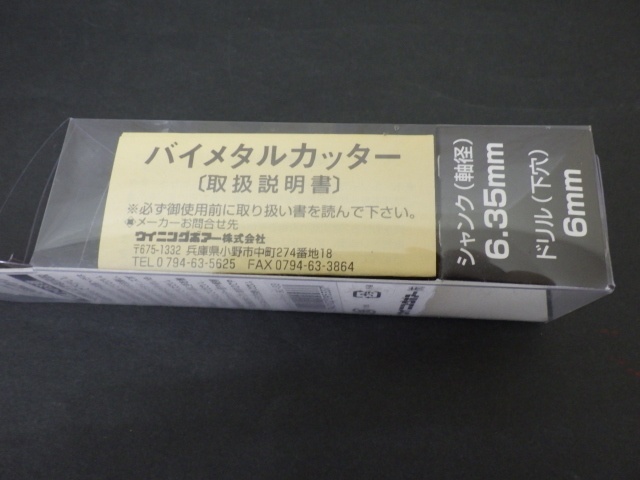 バイメタルカッター
〔取扱説明書〕
※必ず御使用前に取り扱い書を読んで下さい。
※メーカーお問合せ先
ウイニングボアー株式会社
〒675-1332 兵庫県小野市中町274番地18
TEL 0794-63-5625 FAX 0794-63-3864
シャンク(軸径)
6.35mm
ドリル(下穴)
6mm